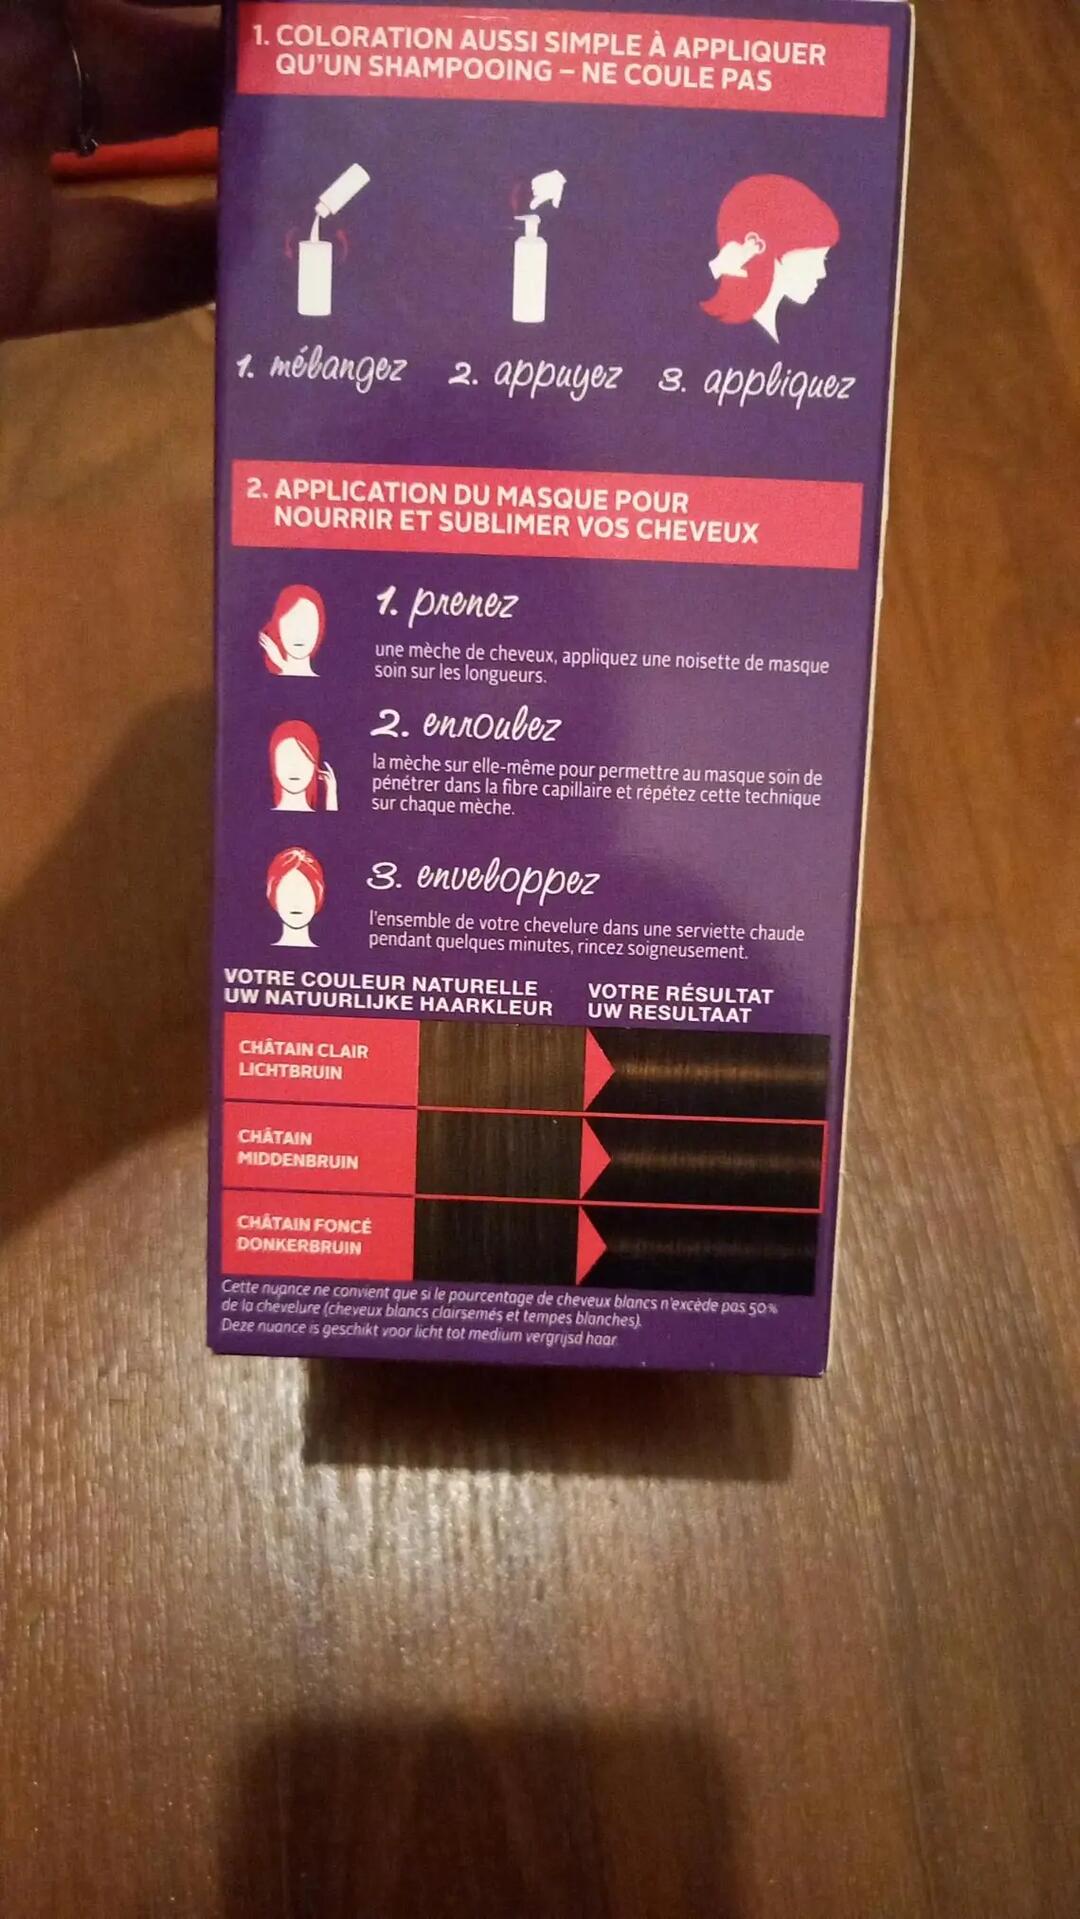 1. COLORATION AUSSI SIMPLE À APPLIQUER
QU'UN SHAMPOOING – NE COULE PAS
1. mélangez 2. appuyez 3. appliquez
2. APPLICATION DU MASQUE POUR
NOURRIR ET SUBLIMER VOS CHEVEUX
1. prenez
une mèche de cheveux, appliquez une noisette de masque
soin sur les longueurs.
2. enroulez
la mèche sur elle-même pour permettre au masque soin de
pénétrer dans la fibre capillaire et répétez cette technique
sur chaque mèche.
3. enveloppez
l'ensemble de votre chevelure dans une serviette chaude
pendant quelques minutes, rincez soigneusement.
VOTRE COULEUR NATURELLE
UW NATUURLIJKE HAARKLEUR
VOTRE RÉSULTAT
UW RESULTAAT
CHÂTAIN CLAIR
LICHTBRUIN
CHÂTAIN
MIDDENBRUIN
CHÂTAIN FONCÉ
DONKERBRUIN
Cette nuance ne convient que si le pourcentage de cheveux blancs n'excède pas 50%
de la chevelure (cheveux blancs clairsemés et tempes blanches).
Deze nuance is geschikt voor licht tot medium vergrijsd haar.